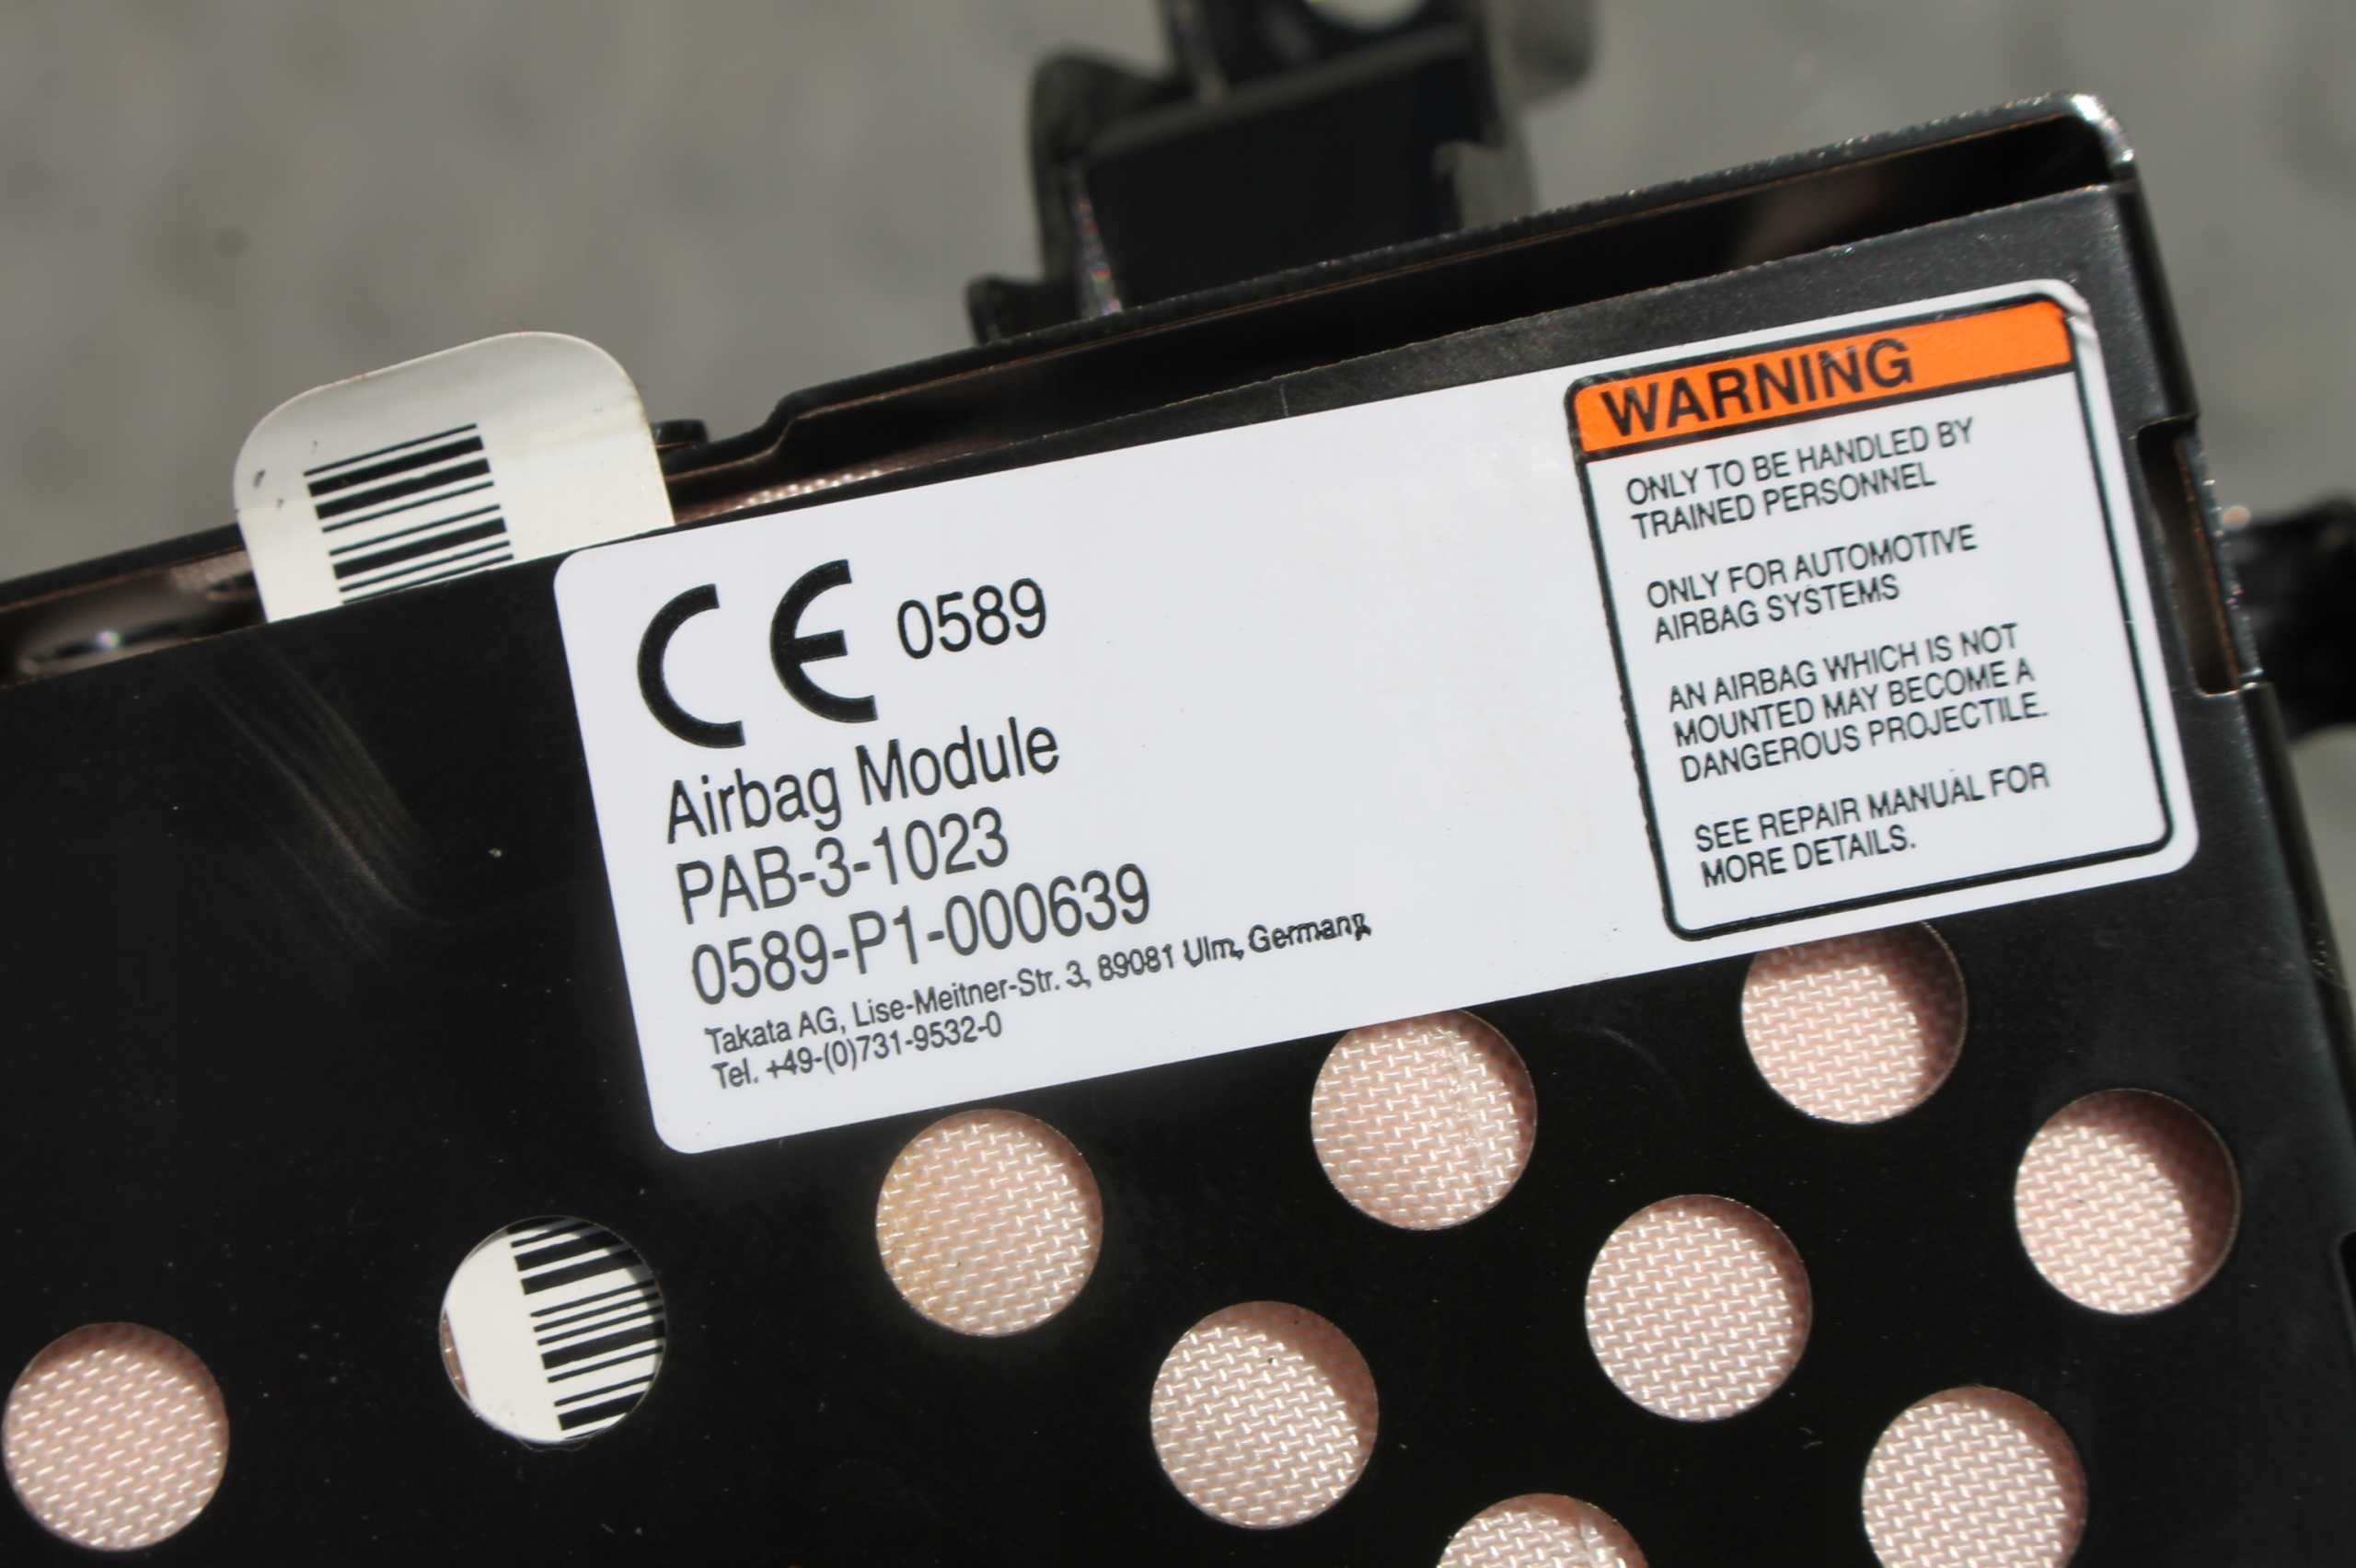 CE 0589
Airbag Module
PAB-3-1023
0589-P1-000639
Takata AG, Lise-Meitner-Str. 3, 89081 Ulm, Germany,
Tel. +49-(0)731-9532-0
WARNING
ONLY TO BE HANDLED BY
TRAINED PERSONNEL
ONLY FOR AUTOMOTIVE
AIRBAG SYSTEMS
AN AIRBAG WHICH IS NOT
MOUNTED MAY BECOME A
DANGEROUS PROJECTILE.
SEE REPAIR MANUAL FOR
MORE DETAILS.